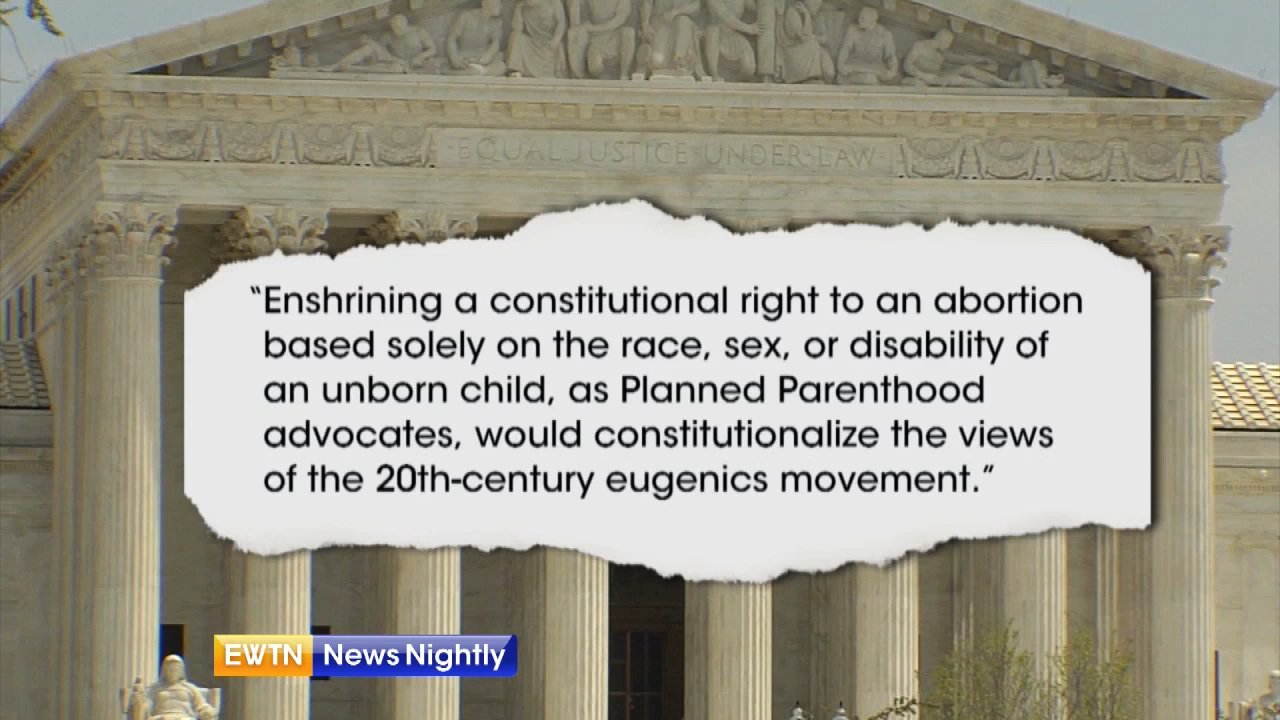 EQUAL JUSTICE UNDER LAW
“Enshrining a constitutional right to an abortion
based solely on the race, sex, or disability of
an unborn child, as Planned Parenthood
advocates, would constitutionalize the views
of the 20th-century eugenics movement.”
EWTN News Nightly